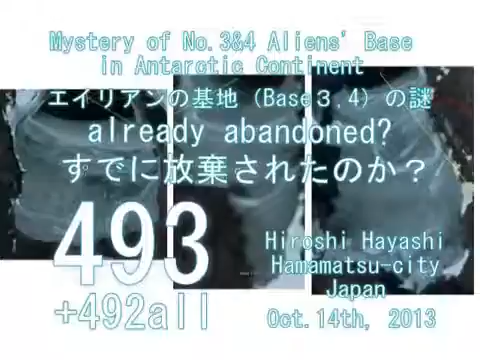 Mystery of No.3&4 Aliens' Base
in Antarctic Continent
エイリアンの基地（Base３,４）の謎
already abandoned?
すでに放棄されたのか？
493
+492all
Hiroshi Hayashi
Hamamatsu-city
Japan
Oct.14th, 2013